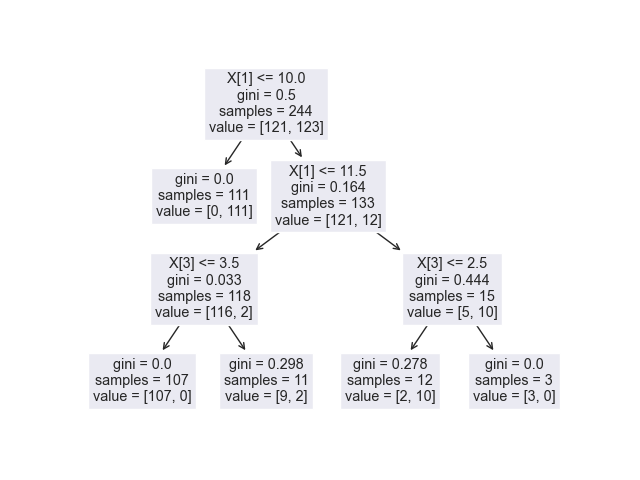 X[1] <= 10.0
gini = 0.5
samples = 244
value = [121, 123]
gini = 0.0
samples = 111
value = [0, 111]
X[1] <= 11.5
gini = 0.164
samples = 133
value = [121, 12]
X[3] <= 3.5
gini = 0.033
samples = 118
value = [116, 2]
X[3] <= 2.5
gini = 0.444
samples = 15
value = [5, 10]
gini = 0.0
samples = 107
value = [107, 0]
gini = 0.298
samples = 11
value = [9, 2]
gini = 0.278
samples = 12
value = [2, 10]
gini = 0.0
samples = 3
value = [3, 0]